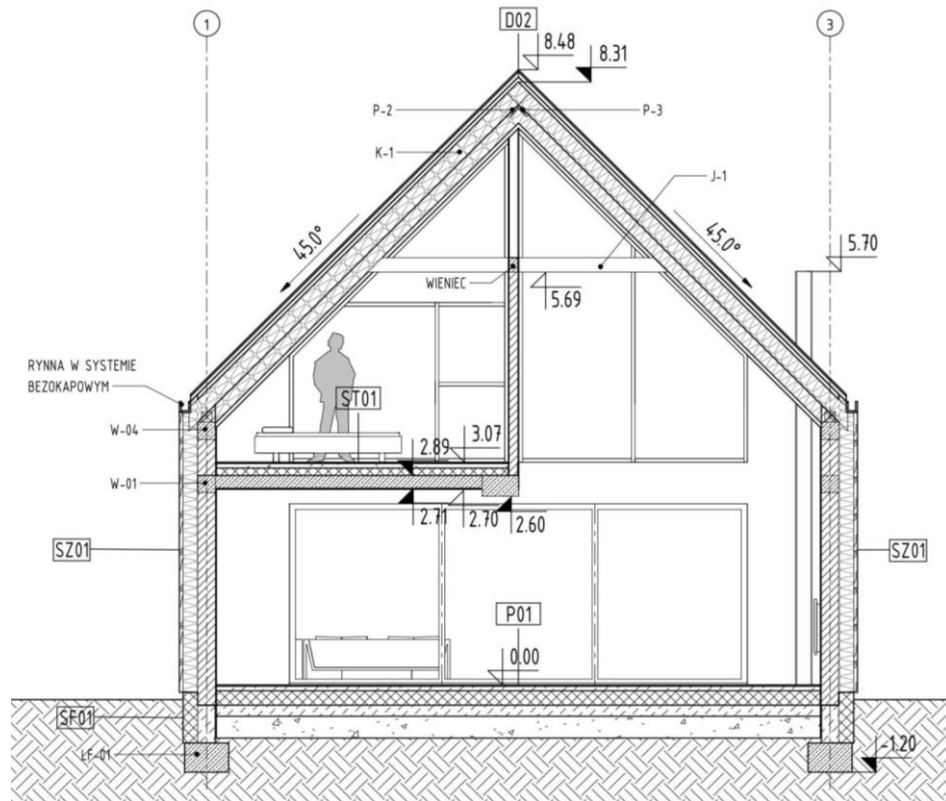 1
D02
3
8.48
8.31
P-2
P-3
K-1
J-1
45.0°
45.0°
5.70
WIENIEC
5.69
RYNNA W SYSTEMIE
BEZOKAPOWYM
ST01
W-04
3.07
2.89
W-01
2.71
2.70
2.60
SZ01
SZ01
P01
0.00
SF01
ŁF-01
-1.20